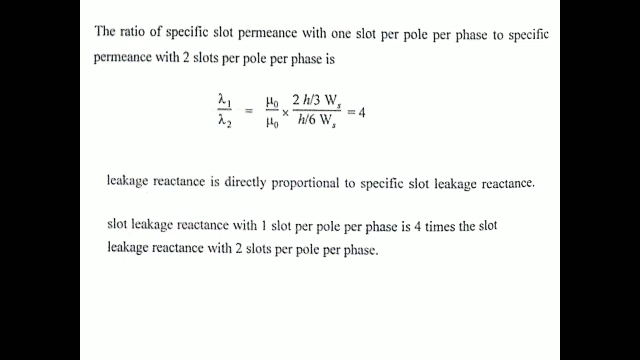 The ratio of specific slot permeance with one slot per pole per phase to specific
permeance with 2 slots per pole per phase is
λ₁/λ₂ = μ₀/μ₀ × (2 h/3 Wₛ)/(h/6 Wₛ) = 4
leakage reactance is directly proportional to specific slot leakage reactance.
slot leakage reactance with 1 slot per pole per phase is 4 times the slot
leakage reactance with 2 slots per pole per phase.